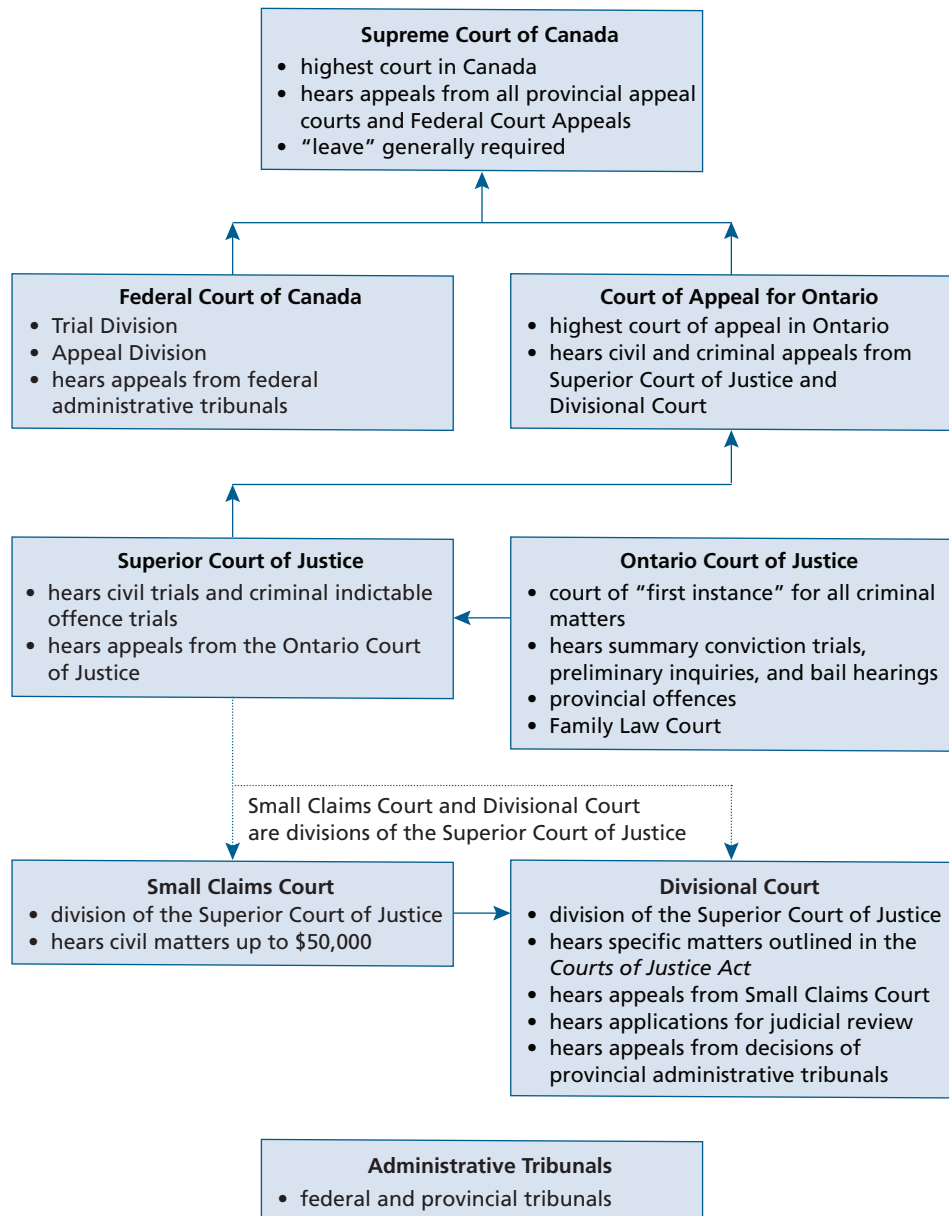 Supreme Court of Canada
• highest court in Canada
• hears appeals from all provincial appeal
courts and Federal Court Appeals
• “leave” generally required
Federal Court of Canada
• Trial Division
• Appeal Division
• hears appeals from federal
administrative tribunals
Court of Appeal for Ontario
• highest court of appeal in Ontario
• hears civil and criminal appeals from
Superior Court of Justice and
Divisional Court
Superior Court of Justice
• hears civil trials and criminal indictable
offence trials
• hears appeals from the Ontario Court
of Justice
Ontario Court of Justice
• court of “first instance” for all criminal
matters
• hears summary conviction trials,
preliminary inquiries, and bail hearings
• provincial offences
• Family Law Court
Small Claims Court and Divisional Court
are divisions of the Superior Court of Justice
Small Claims Court
• division of the Superior Court of Justice
• hears civil matters up to $50,000
Divisional Court
• division of the Superior Court of Justice
• hears specific matters outlined in the
Courts of Justice Act
• hears appeals from Small Claims Court
• hears applications for judicial review
• hears appeals from decisions of
provincial administrative tribunals
Administrative Tribunals
• federal and provincial tribunals